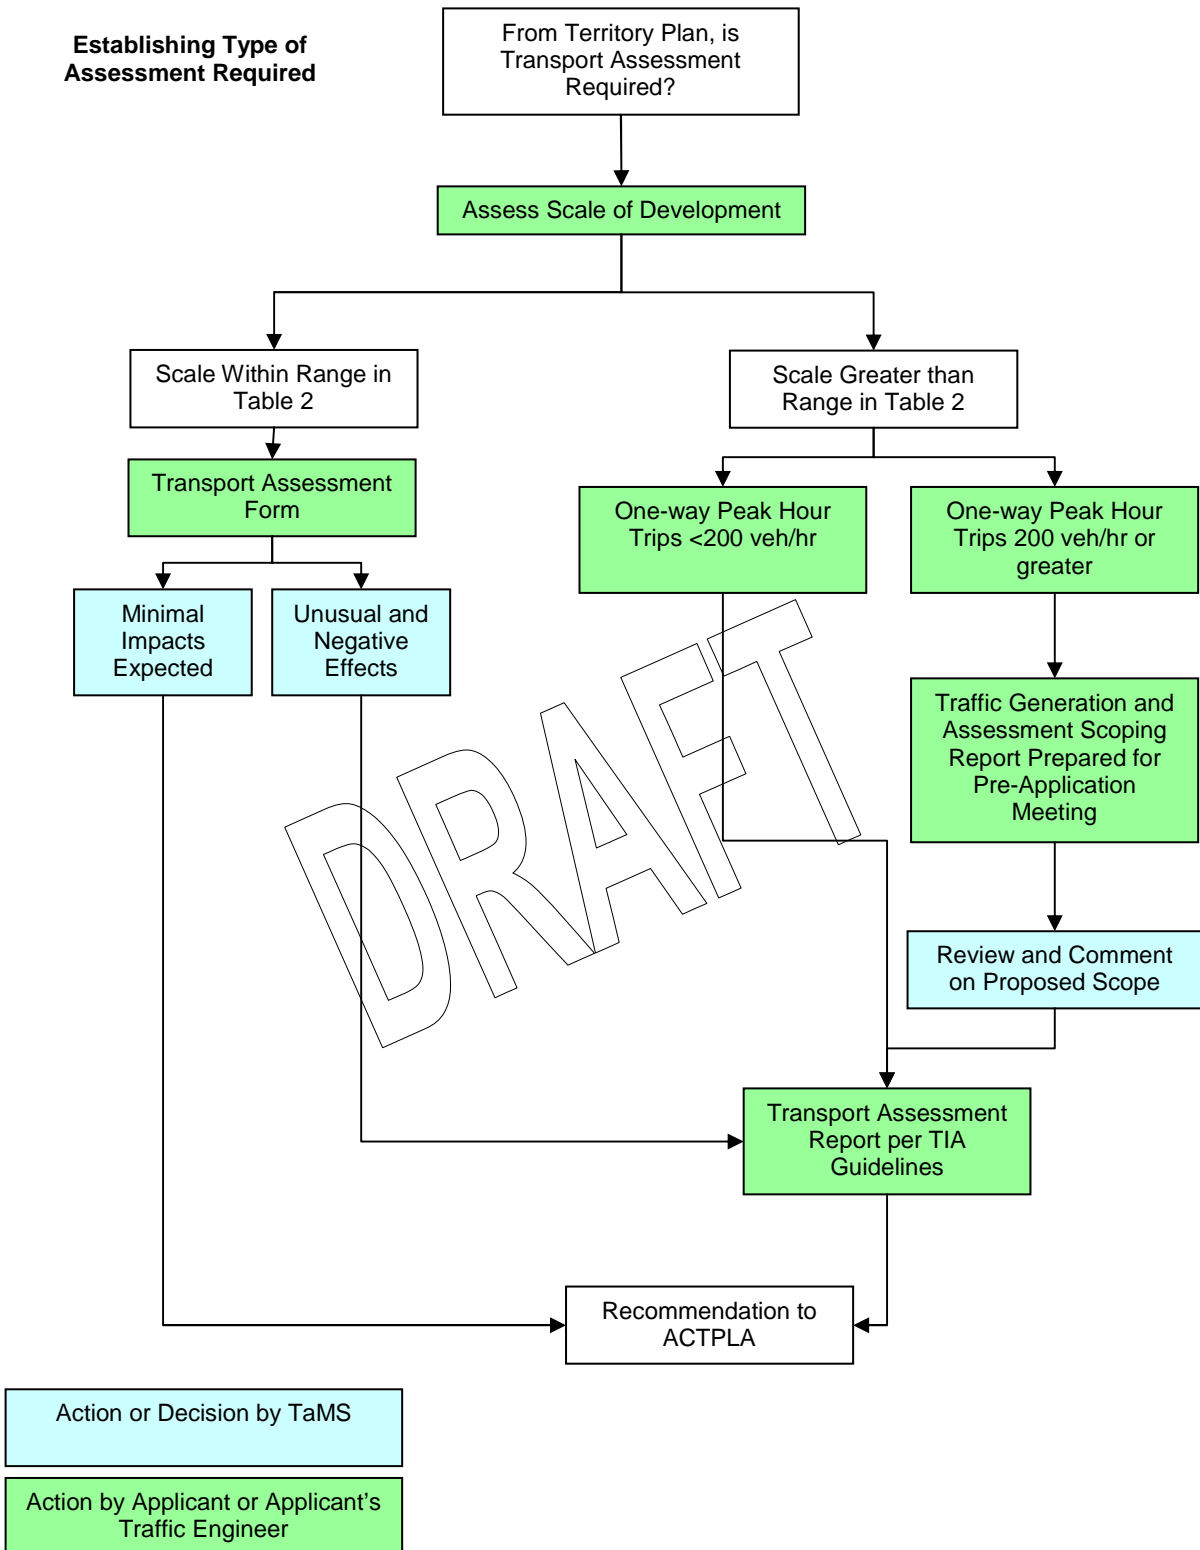 Establishing Type of
Assessment Required
From Territory Plan, is
Transport Assessment
Required?
Assess Scale of Development
Scale Within Range in
Table 2
Scale Greater than
Range in Table 2
Transport Assessment
Form
One-way Peak Hour
Trips <200 veh/hr
One-way Peak Hour
Trips 200 veh/hr or
greater
Minimal
Impacts
Expected
Unusual and
Negative
Effects
Traffic Generation and
Assessment Scoping
Report Prepared for
Pre-Application
Meeting
DRAFT
Review and Comment
on Proposed Scope
Transport Assessment
Report per TIA
Guidelines
Recommendation to
ACTPLA
Action or Decision by TaMS
Action by Applicant or Applicant's
Traffic Engineer